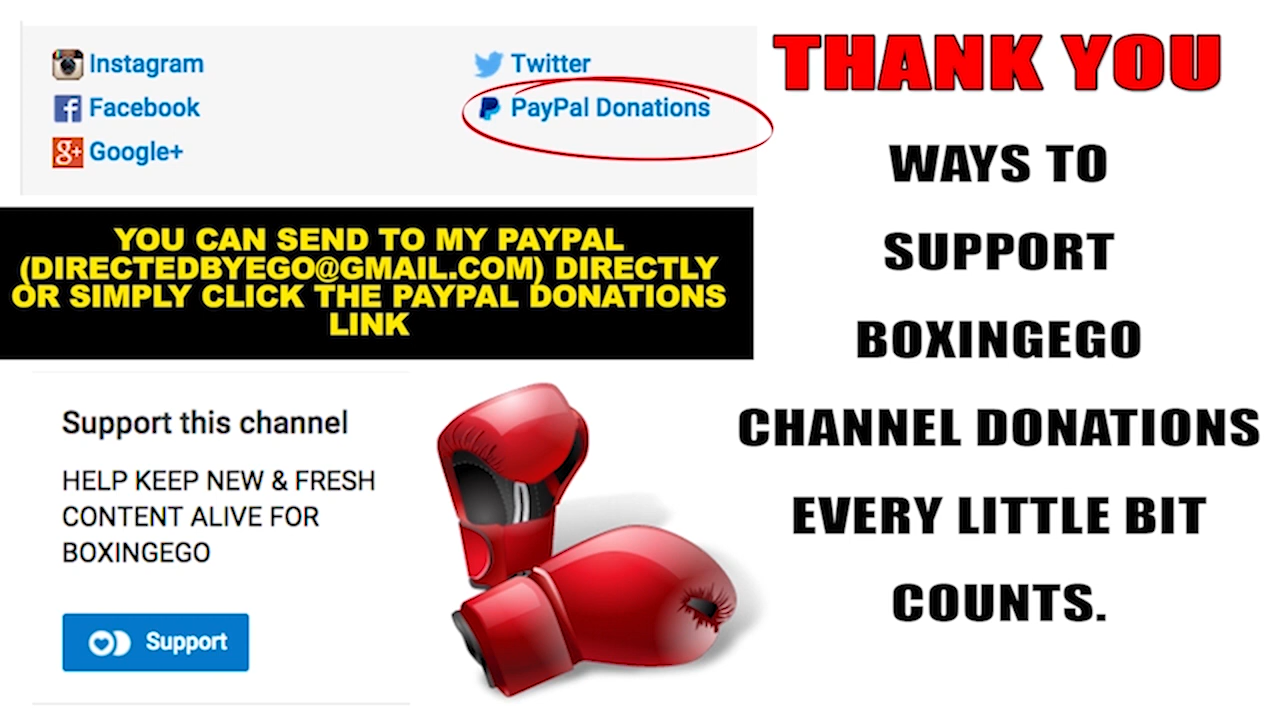 Instagram
Twitter
Facebook
PayPal Donations
Google+
YOU CAN SEND TO MY PAYPAL
(DIRECTEDBYEGO@GMAIL.COM) DIRECTLY
OR SIMPLY CLICK THE PAYPAL DONATIONS
LINK
Support this channel
HELP KEEP NEW & FRESH
CONTENT ALIVE FOR
BOXINGEGO
Support
THANK YOU
WAYS TO
SUPPORT
BOXINGEGO
CHANNEL DONATIONS
EVERY LITTLE BIT
COUNTS.